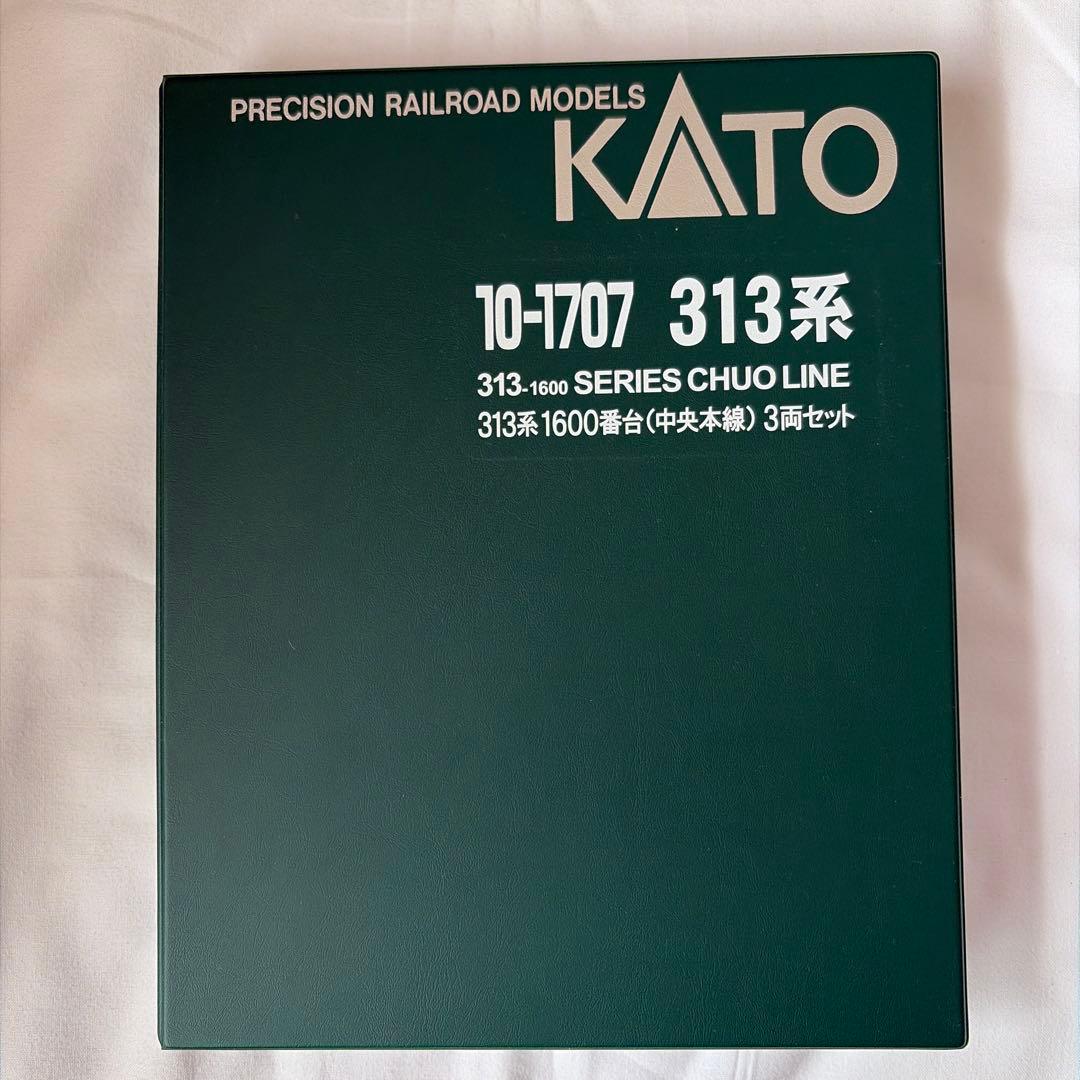 PRECISION RAILROAD MODELS
KATO
10-1707 313系
313-1600 SERIES CHUO LINE
313系1600番台(中央本線) 3両セット